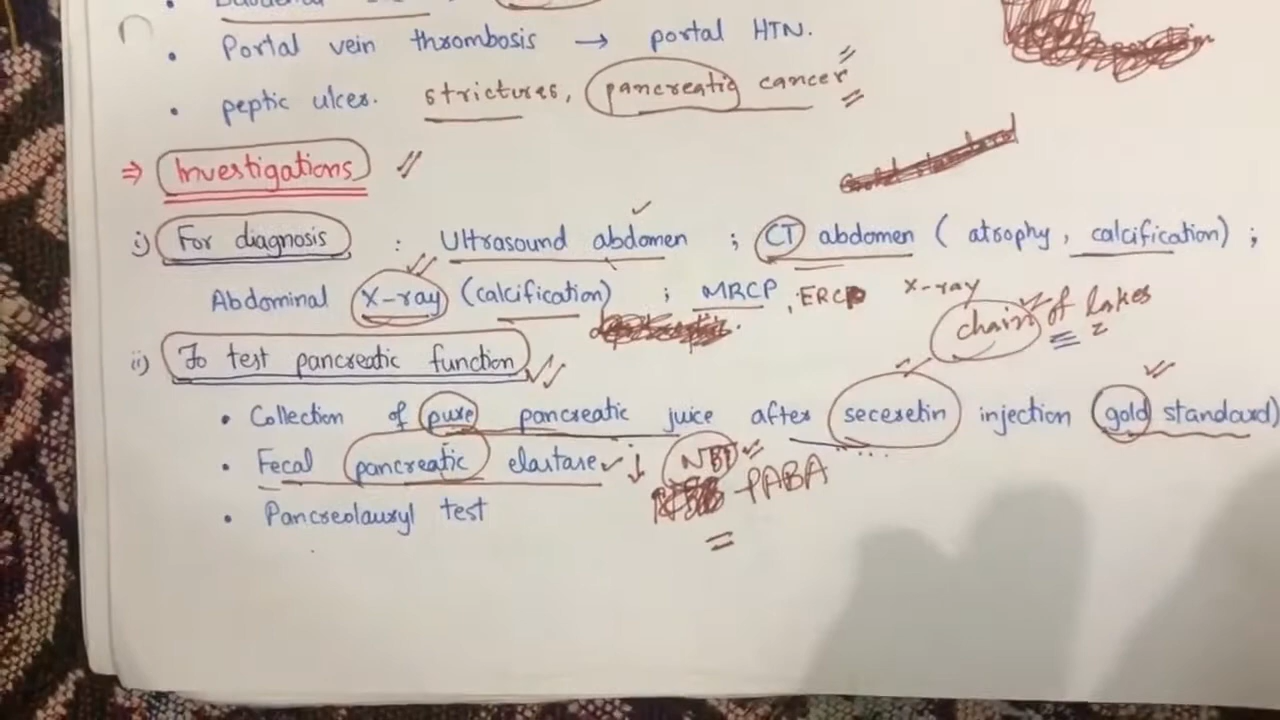 • Portal vein thrombosis → portal HTN.
• peptic ulcer. strictures, pancreatic cancer
⇒ Investigations
i) For diagnosis : Ultrasound abdomen ; CT abdomen ( atrophy, calcification) ;
Abdominal X-ray (calcification) ; MRCP , ERCP X-ray
chain of lakes
ii) To test pancreatic function
• Collection of pure pancreatic juice after seceretin injection (gold standard)
• Fecal pancreatic elastase ↓ NBT
PABA
• Pancreolauryl test